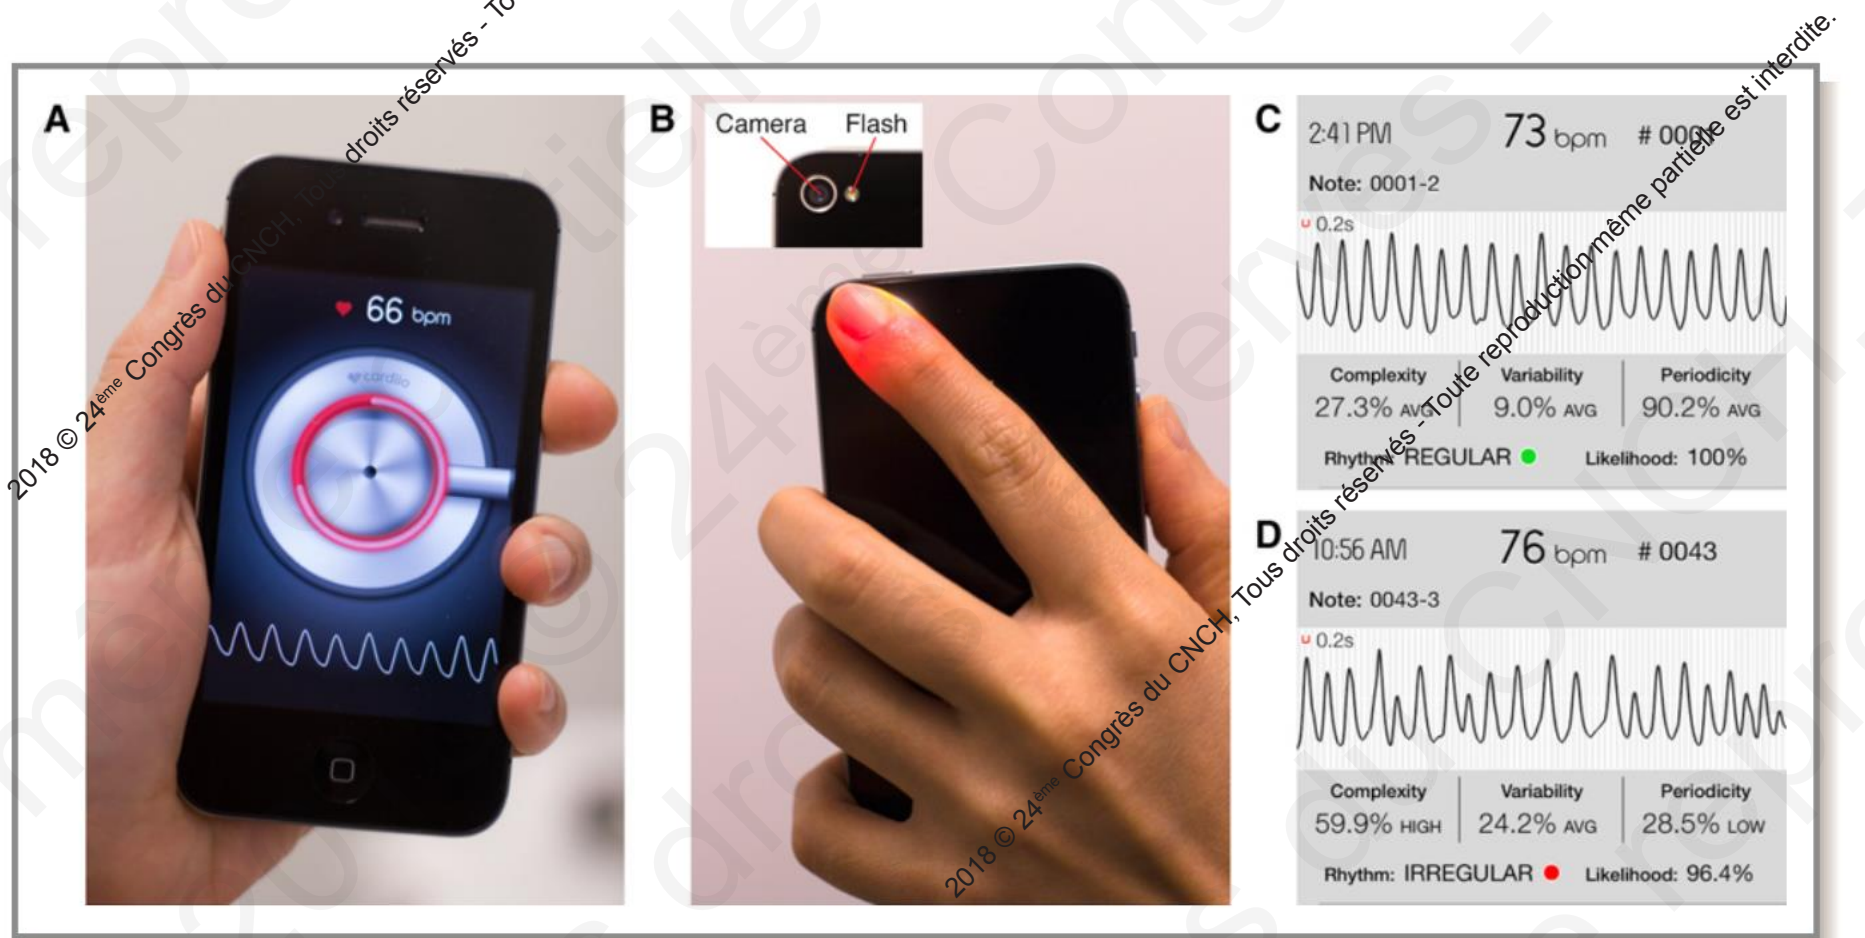 A
66 bpm
cardiio
B
Camera Flash
C
2:41 PM 73 bpm
Note: 0001-2
0.2s
Complexity Variability Periodicity
27.3% AVG 9.0% AVG 90.2% AVG
Rhythm: REGULAR Likelihood: 100%
D
10:56 AM 76 bpm # 0043
Note: 0043-3
0.2s
Complexity Variability Periodicity
59.9% HIGH 24.2% AVG 28.5% LOW
Rhythm: IRREGULAR Likelihood: 96.4%
2018 © 24ème Congrès du CNCH, Tous droits réservés - To
2018 © 24ème Congrès du CNCH, Tous droits réservés - Toute reproduction même partielle est interdite.